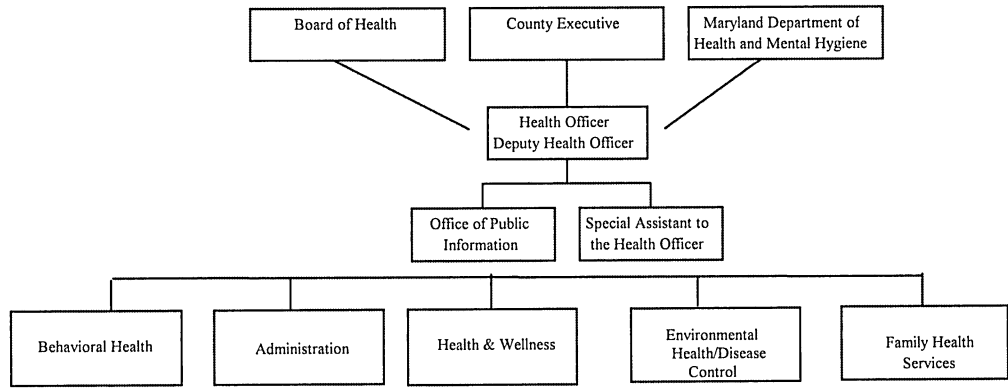 Board of Health
County Executive
Maryland Department of
Health and Mental Hygiene
Health Officer
Deputy Health Officer
Office of Public
Information
Special Assistant to
the Health Officer
Behavioral Health
Administration
Health & Wellness
Environmental
Health/Disease
Control
Family Health
Services